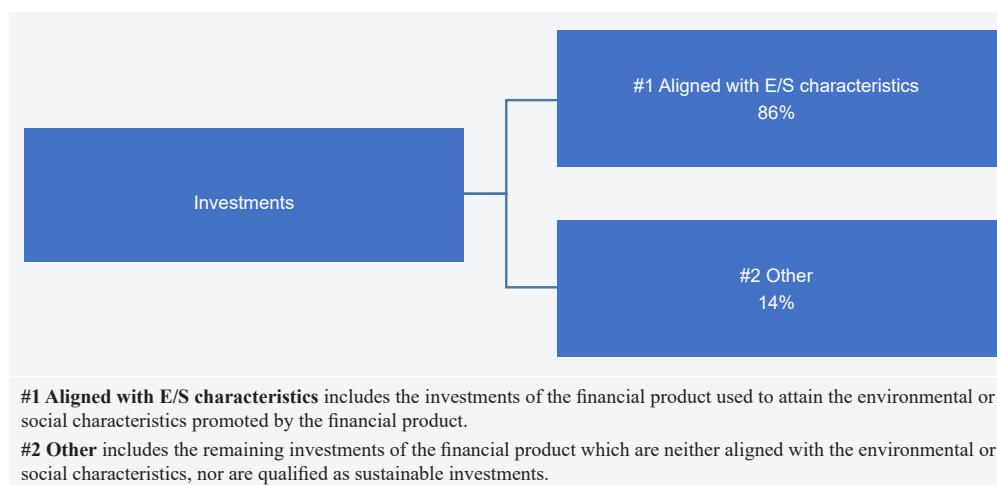 #1 Aligned with E/S characteristics
86%
Investments
#2 Other
14%
#1 Aligned with E/S characteristics includes the investments of the financial product used to attain the environmental or
social characteristics promoted by the financial product.
#2 Other includes the remaining investments of the financial product which are neither aligned with the environmental or
social characteristics, nor are qualified as sustainable investments.